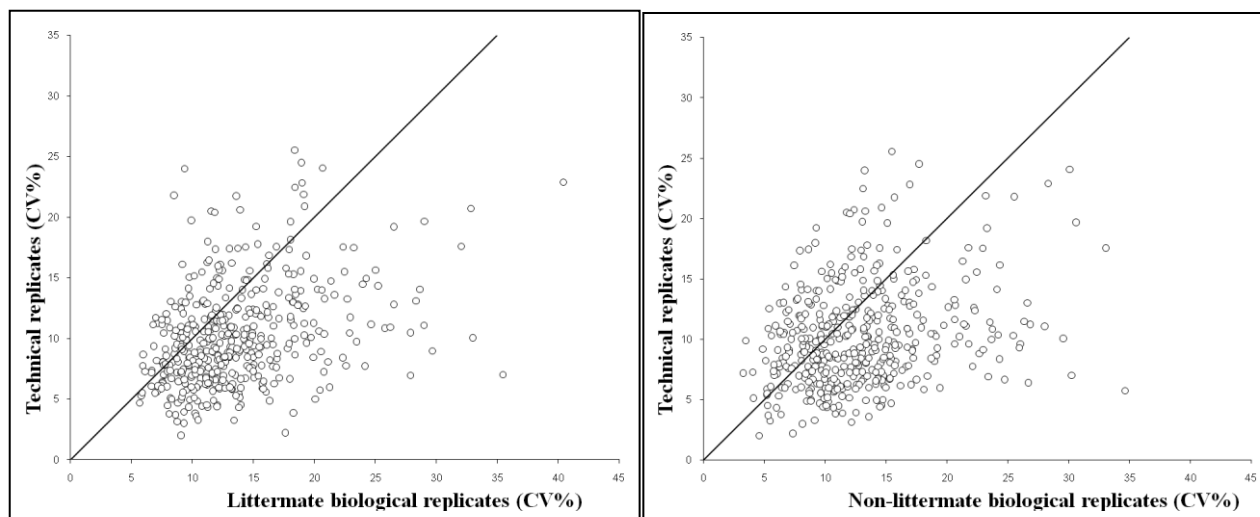 35
30
25
20
15
10
5
0
Technical replicates (CV%)
0 5 10 15 20 25 30 35 40 45
Littermate biological replicates (CV%)
35
30
25
20
15
10
5
0
Technical replicates (CV%)
0 5 10 15 20 25 30 35 40 45
Non-littermate biological replicates (CV%)